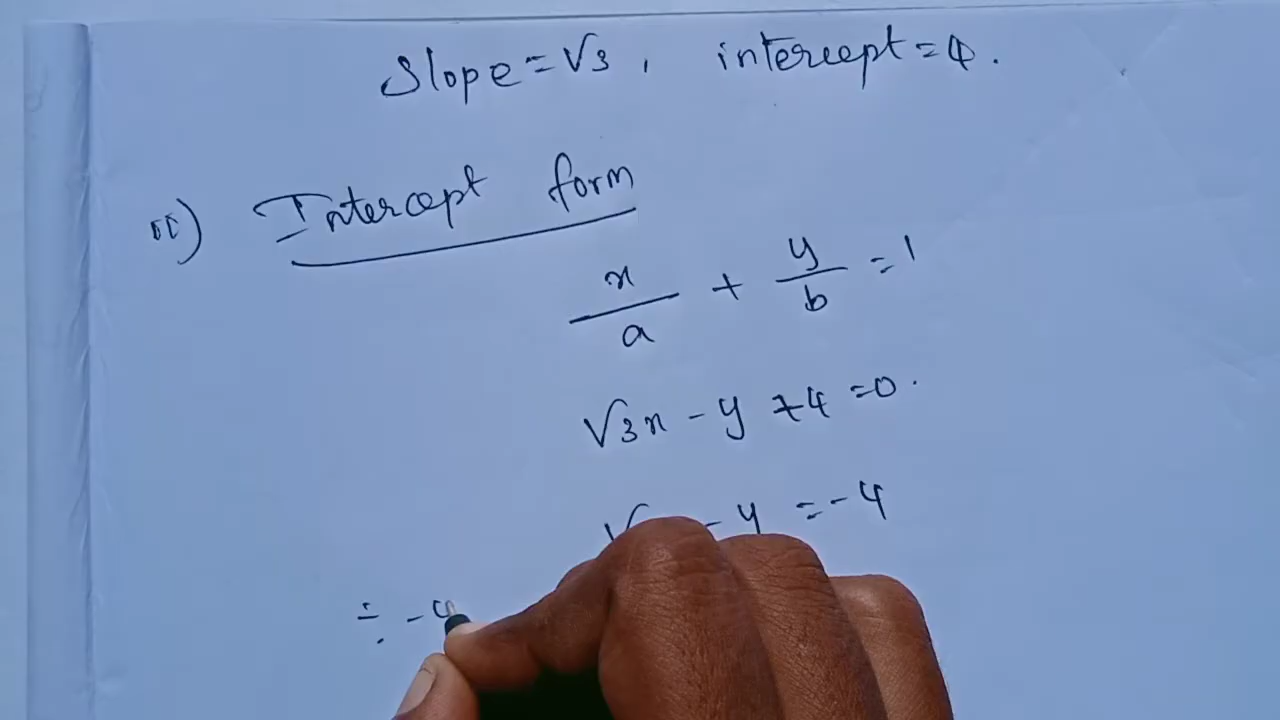 Slope = √3, intercept = 4.
ii) Intercept form
x/a + y/b = 1
√3x - y + 4 = 0.
√ - y = -4
÷ -4